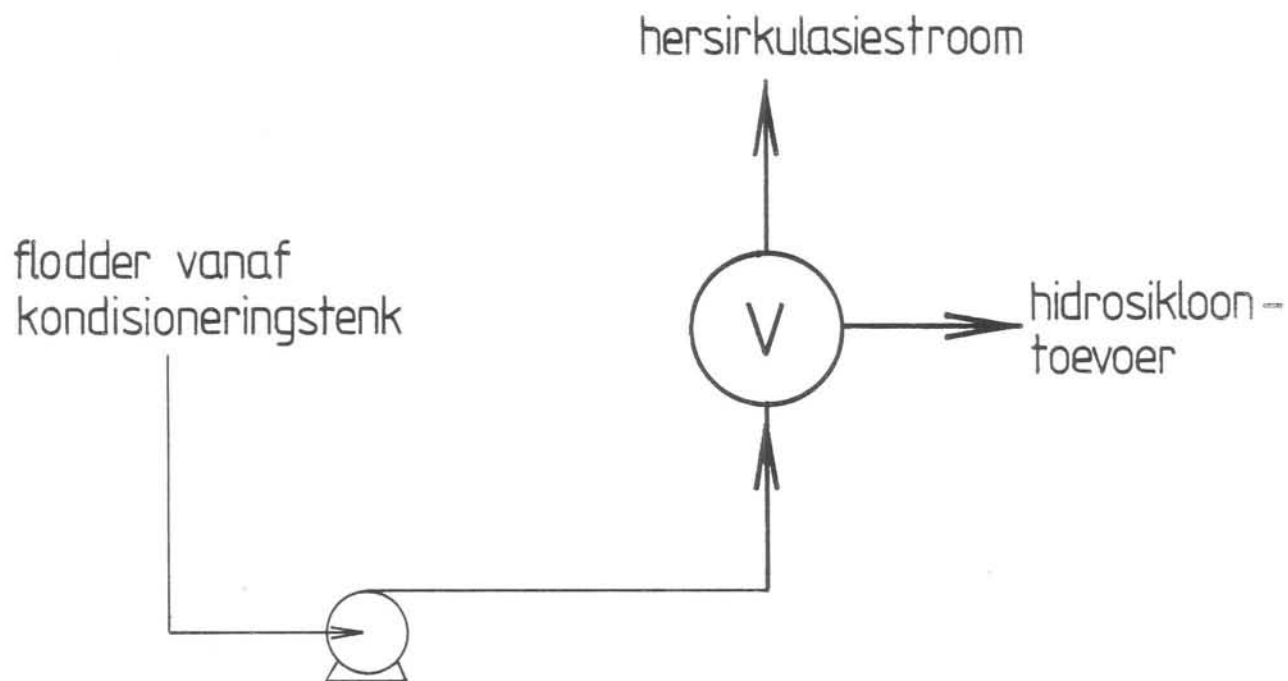 hersirkulasiestroom
flodder vanaf
kondisioneringstenk
V
hidrosikloon-
toevoer